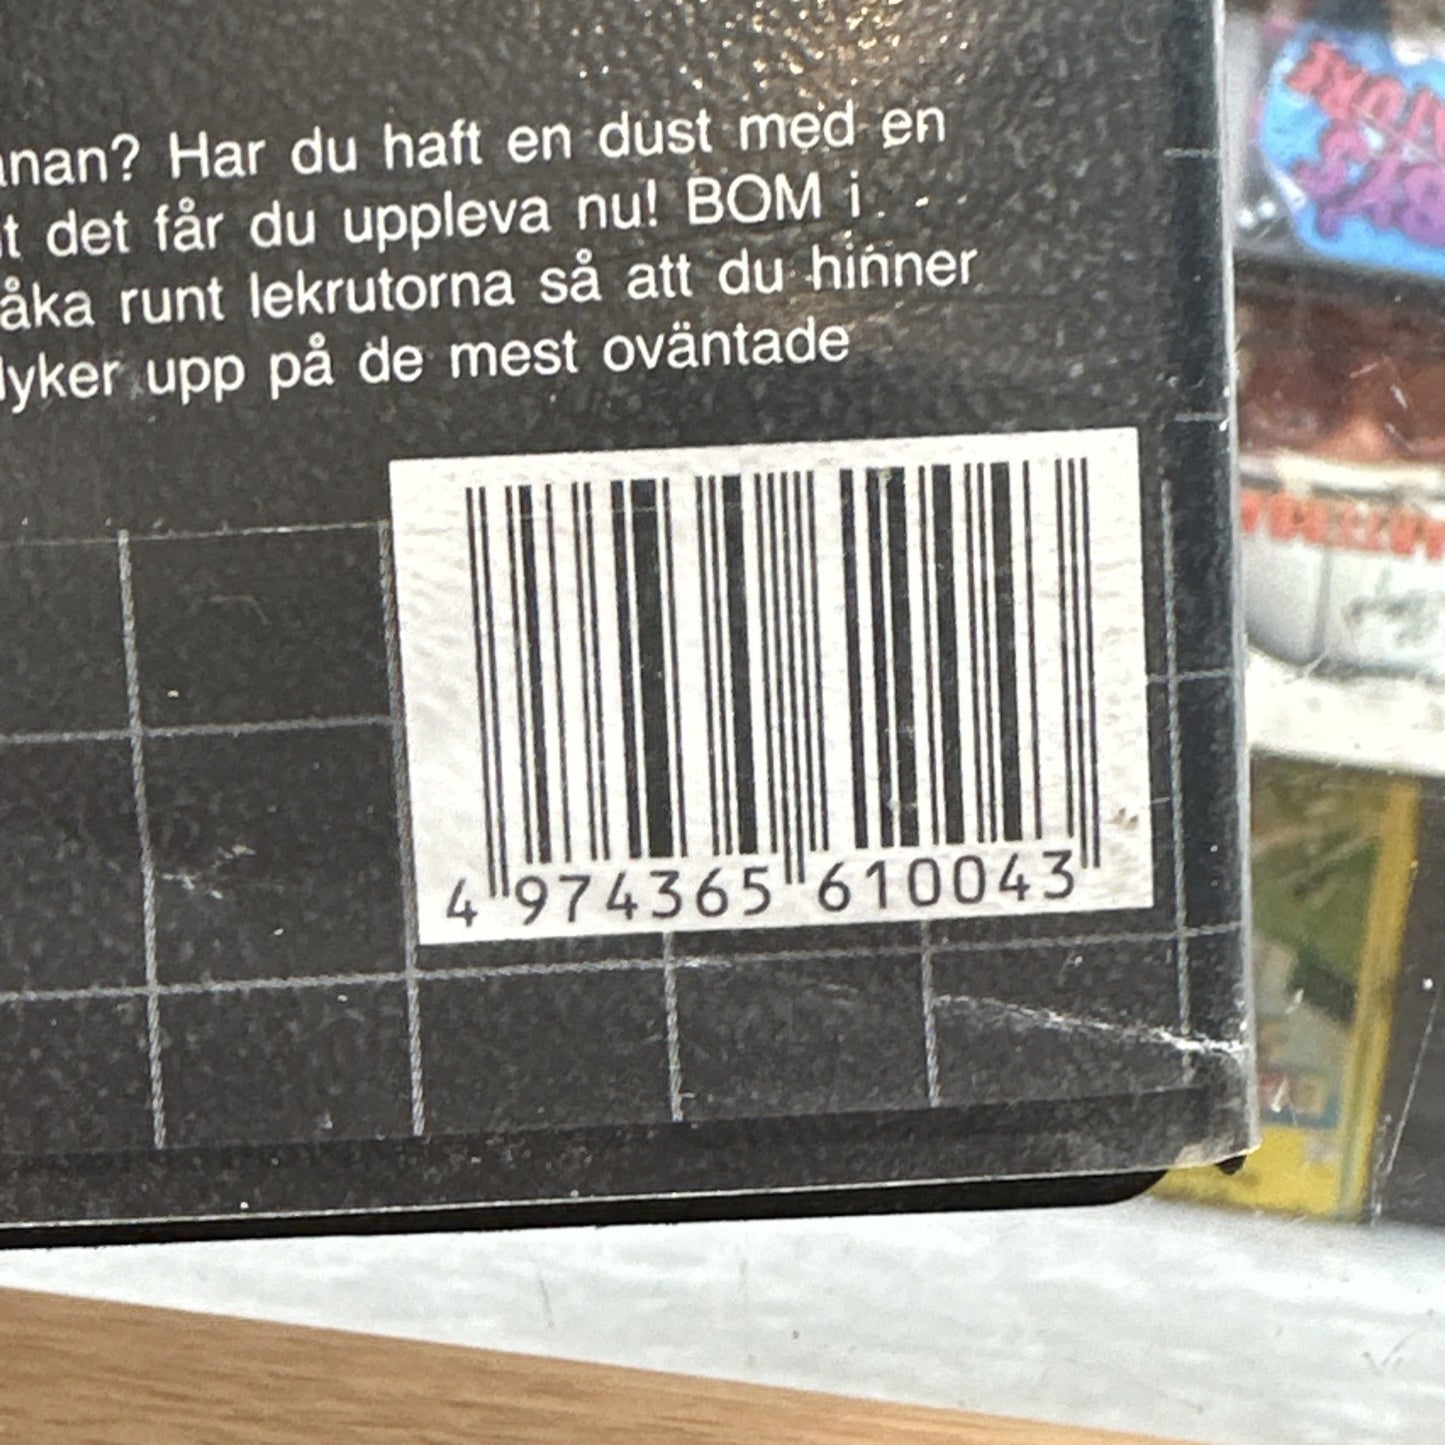 nan? Har du haft en dust med en
t det får du uppleva nu! BOM i
åka runt lekrutorna så att du hinner
dyker upp på de mest oväntade
4 974365 610043